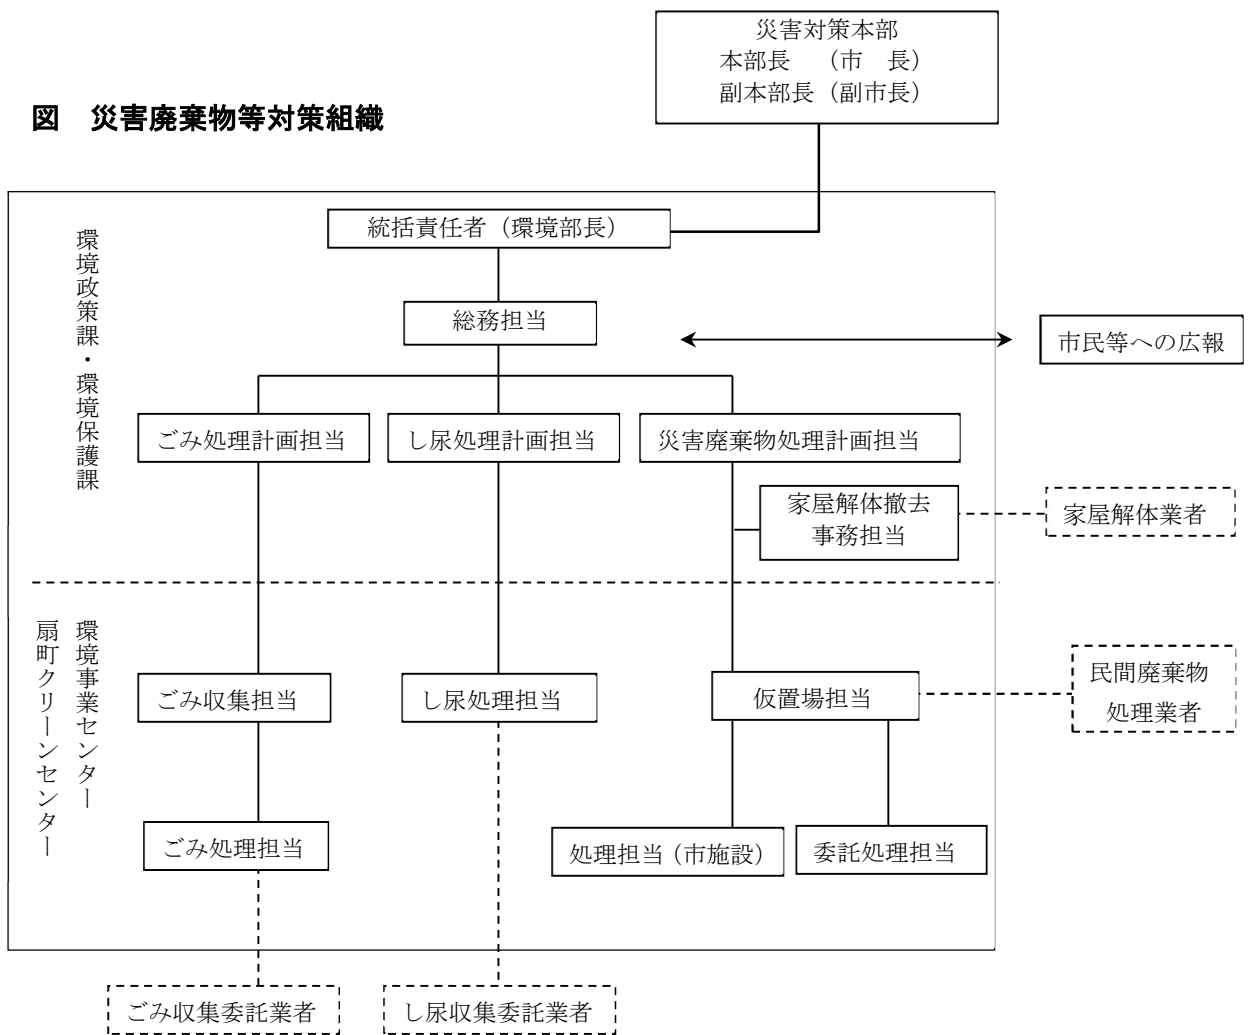 災害対策本部
本部長　（市　長）
副本部長（副市長）
図　災害廃棄物等対策組織
統括責任者（環境部長）
環境政策課・環境保護課
総務担当
市民等への広報
ごみ処理計画担当
し尿処理計画担当
災害廃棄物処理計画担当
家屋解体撤去
事務担当
家屋解体業者
環境事業センター
扇町クリーンセンター
ごみ収集担当
し尿処理担当
仮置場担当
民間廃棄物
処理業者
ごみ処理担当
処理担当（市施設）
委託処理担当
ごみ収集委託業者
し尿収集委託業者